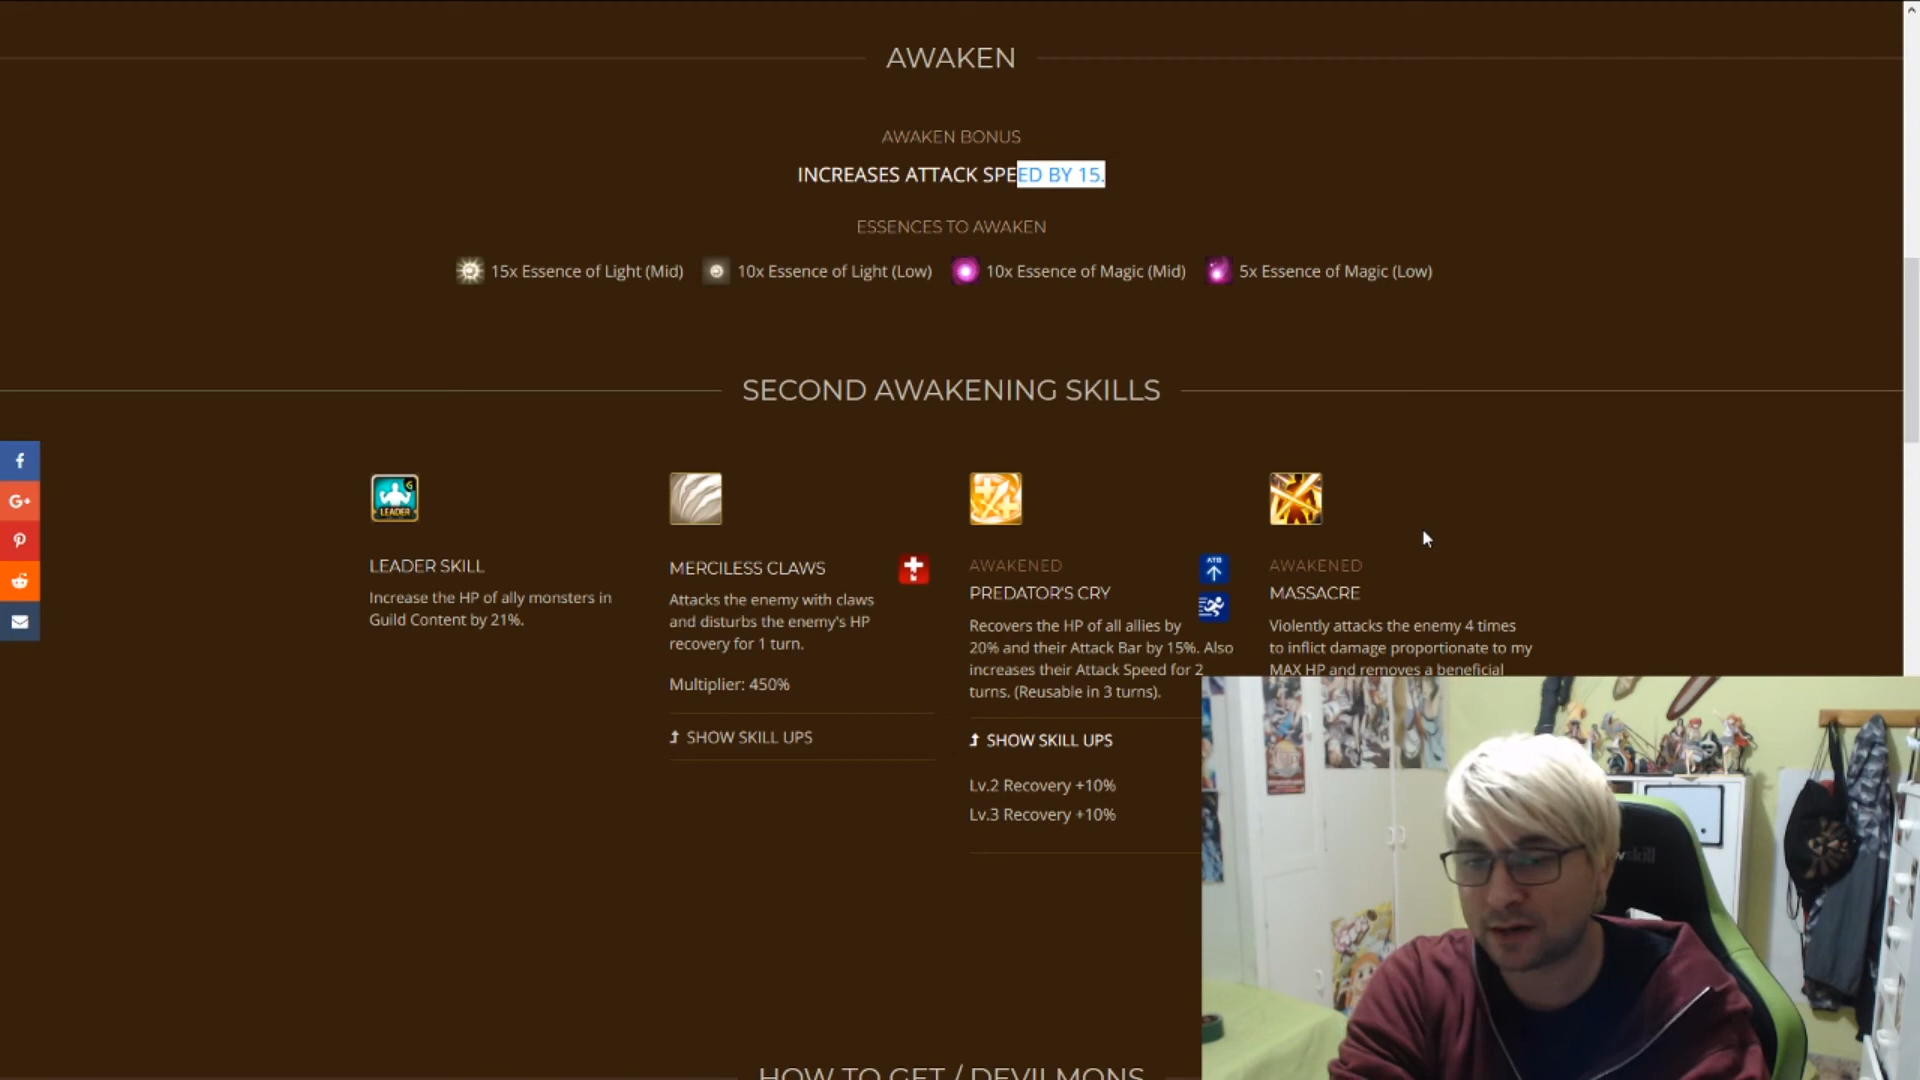 AWAKEN
AWAKEN BONUS
INCREASES ATTACK SPEED BY 15.
ESSENCES TO AWAKEN
15x Essence of Light (Mid) 10x Essence of Light (Low) 10x Essence of Magic (Mid) 5x Essence of Magic (Low)
SECOND AWAKENING SKILLS
G
LEADER
LEADER SKILL
Increase the HP of ally monsters in
Guild Content by 21%.
MERCILESS CLAWS
Attacks the enemy with claws
and disturbs the enemy's HP
recovery for 1 turn.
Multiplier: 450%
SHOW SKILL UPS
AWAKENED
PREDATOR'S CRY
ATB
Recovers the HP of all allies by
20% and their Attack Bar by 15%. Also
increases their Attack Speed for 2
turns. (Reusable in 3 turns).
SHOW SKILL UPS
Lv.2 Recovery +10%
Lv.3 Recovery +10%
AWAKENED
MASSACRE
Violently attacks the enemy 4 times
to inflict damage proportionate to my
MAX HP and removes a beneficial
f
G+
HOW TO GET / DEVILMONS